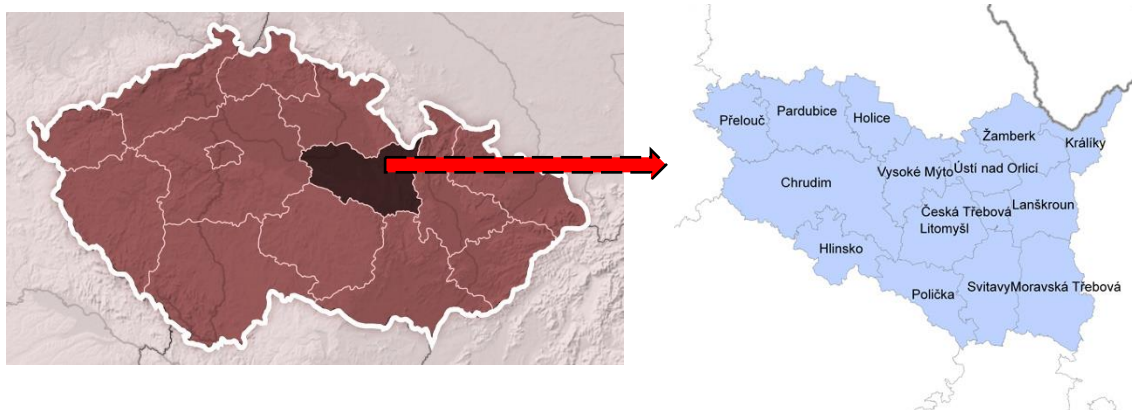 Přelouč
Pardubice
Holice
Žamberk
Králíky
Chrudim
Vysoké Mýto
Ústí nad Orlicí
Lanškroun
Česká Třebová
Litomyšl
Hlinsko
Polička
Svitavy
Moravská Třebová